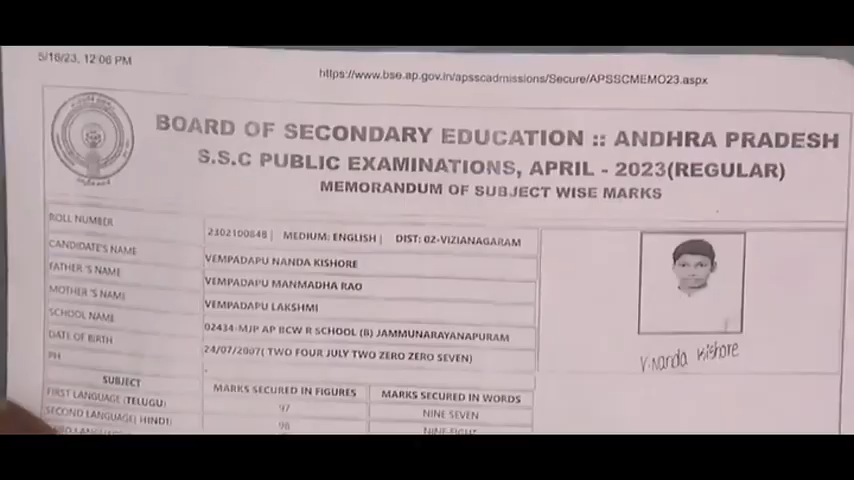 5/18/23, 12:06 PM
https://www.bse.ap.gov.in/apsscadmissions/Secure/APSSCMEMO23.aspx
BOARD OF SECONDARY EDUCATION :: ANDHRA PRADESH
S.S.C PUBLIC EXAMINATIONS, APRIL - 2023(REGULAR)
MEMORANDUM OF SUBJECT WISE MARKS
ROLL NUMBER 2302100848 | MEDIUM: ENGLISH | DIST: 02-VIZIANAGARAM
CANDIDATE'S NAME VEMPADAPU NANDA KISHORE
FATHER 'S NAME VEMPADAPU MANMADHA RAO
MOTHER 'S NAME VEMPADAPU LAKSHMI
SCHOOL NAME 02434-MJP AP BCW R SCHOOL (B) JAMMUNARAYANAPURAM
DATE OF BIRTH 24/07/2007( TWO FOUR JULY TWO ZERO ZERO SEVEN)
PH .
V.Nanda Kishore
SUBJECT MARKS SECURED IN FIGURES MARKS SECURED IN WORDS
FIRST LANGUAGE (TELUGU) 97 NINE SEVEN
SECOND LANGUAGE( HINDI) 98 NINE EIGHT